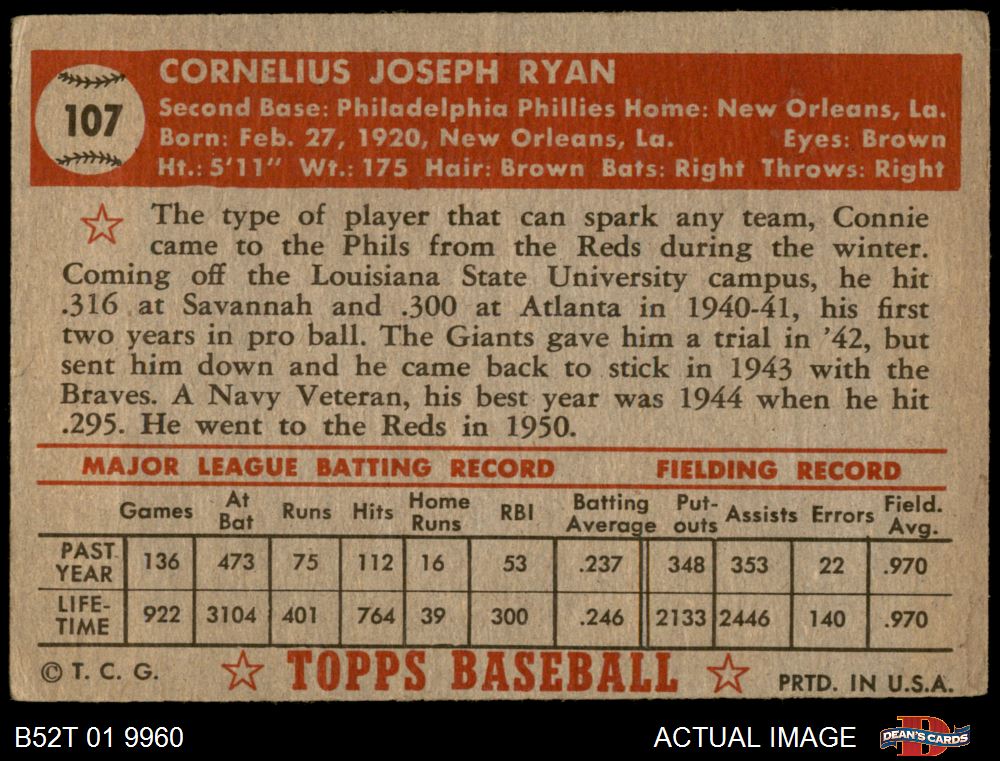 107
CORNELIUS JOSEPH RYAN
Second Base: Philadelphia Phillies Home: New Orleans, La.
Born: Feb. 27, 1920, New Orleans, La. Eyes: Brown
Ht.: 5'11" Wt.: 175 Hair: Brown Bats: Right Throws: Right
The type of player that can spark any team, Connie
came to the Phils from the Reds during the winter.
Coming off the Louisiana State University campus, he hit
.316 at Savannah and .300 at Atlanta in 1940-41, his first
two years in pro ball. The Giants gave him a trial in '42, but
sent him down and he came back to stick in 1943 with the
Braves. A Navy Veteran, his best year was 1944 when he hit
.295. He went to the Reds in 1950.
MAJOR LEAGUE BATTING RECORD FIELDING RECORD
Games At Bat Runs Hits Home Runs RBI Batting Average Put-outs Assists Errors Field. Avg.
PAST YEAR 136 473 75 112 16 53 .237 348 353 22 .970
LIFE-TIME 922 3104 401 764 39 300 .246 2133 2446 140 .970
© T. C. G. TOPPS BASEBALL PRTD. IN U.S.A.
B52T 01 9960 ACTUAL IMAGE D DEAN'S CARDS